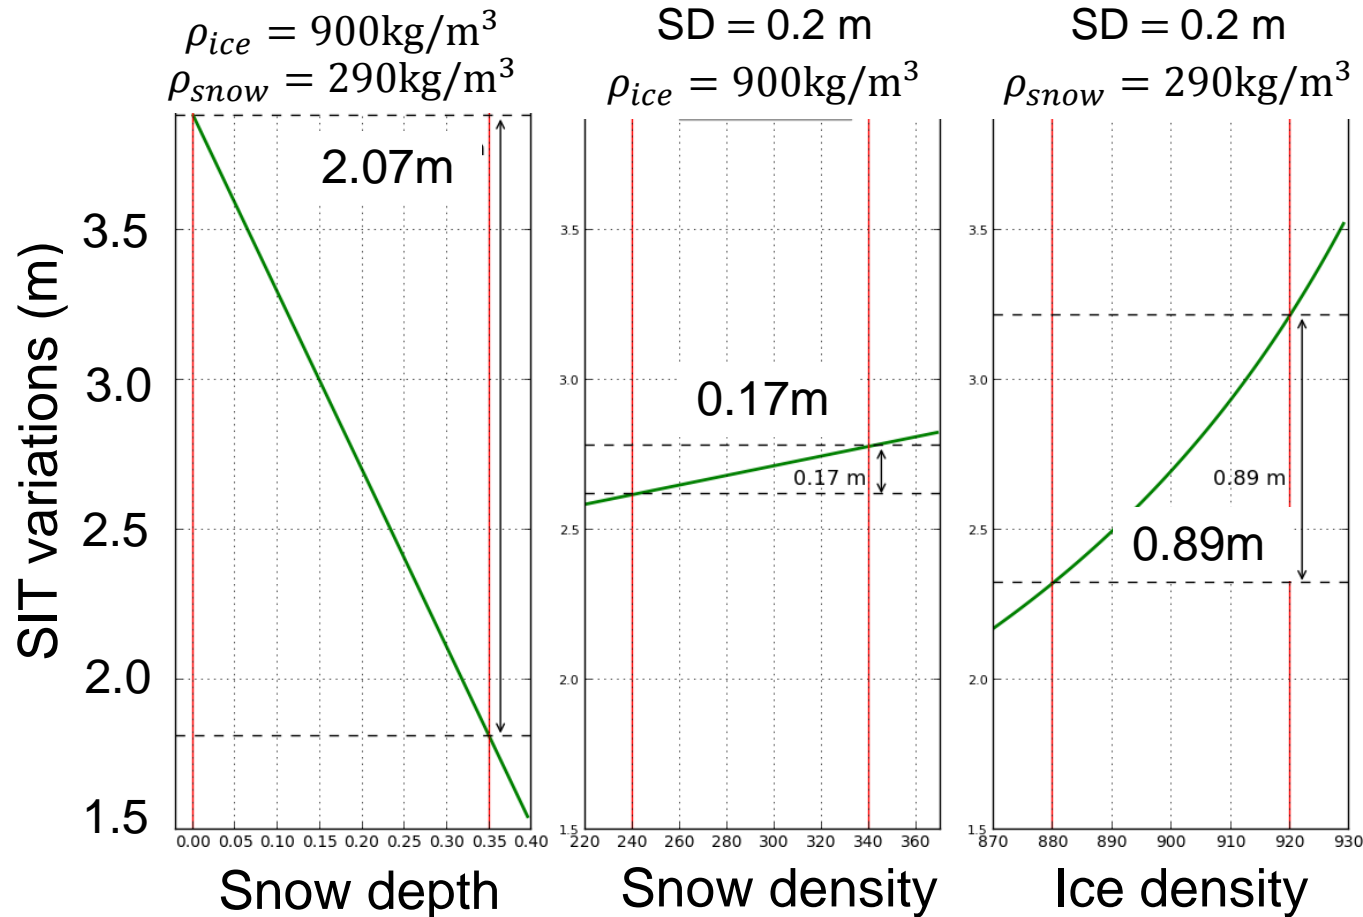 ρ_ice = 900kg/m³
ρ_snow = 290kg/m³
SD = 0.2 m
ρ_ice = 900kg/m³
SD = 0.2 m
ρ_snow = 290kg/m³
SIT variations (m)
3.5
3.0
2.5
2.0
1.5
2.07m
0.00 0.05 0.10 0.15 0.20 0.25 0.30 0.35 0.40
Snow depth
3.5
3.0
2.5
2.0
1.5
0.17m
0.17 m
220 240 260 280 300 320 340 360
Snow density
3.5
3.0
2.5
2.0
1.5
0.89 m
0.89m
870 880 890 900 910 920 930
Ice density